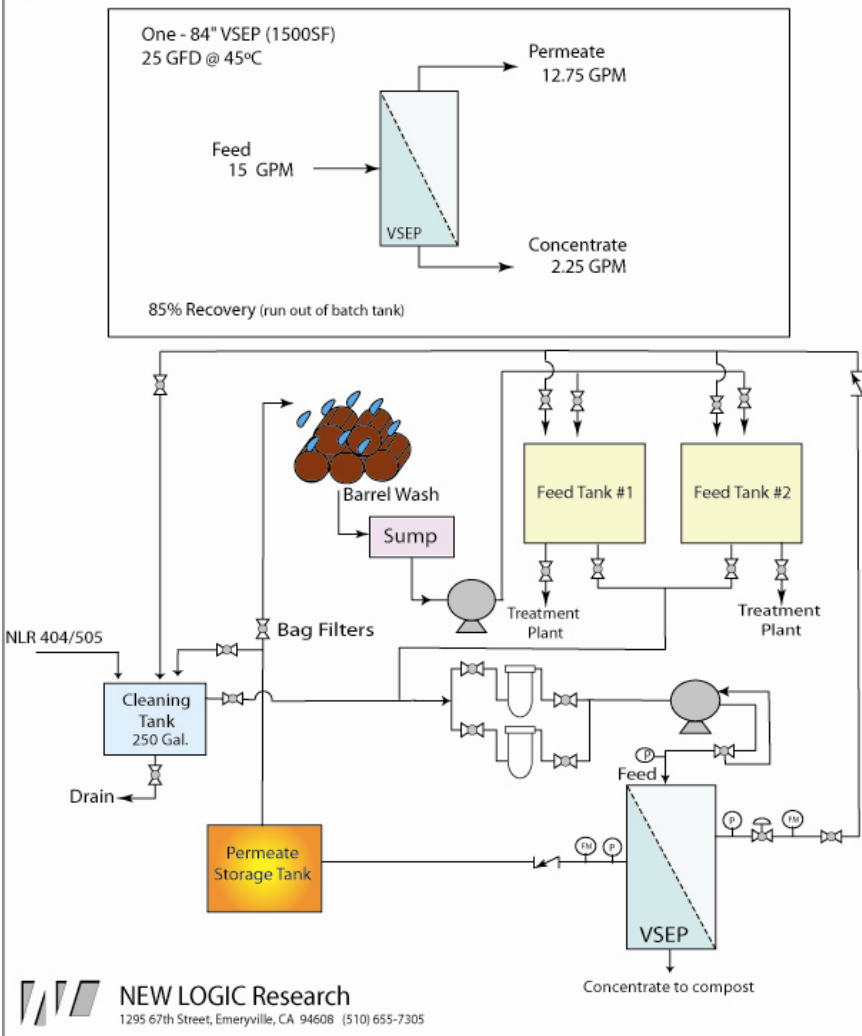 One - 84" VSEP (1500SF)
25 GFD @ 45ºC
Permeate
12.75 GPM
Feed
15 GPM
VSEP
Concentrate
2.25 GPM
85% Recovery (run out of batch tank)
Barrel Wash
Sump
Feed Tank #1
Feed Tank #2
Treatment
Plant
Treatment
Plant
Bag Filters
NLR 404/505
Cleaning
Tank
250 Gal.
Drain
P
Feed
Permeate
Storage Tank
FM
P
P
FM
VSEP
Concentrate to compost
NEW LOGIC Research
1295 67th Street, Emeryville, CA 94608 (510) 655-7305